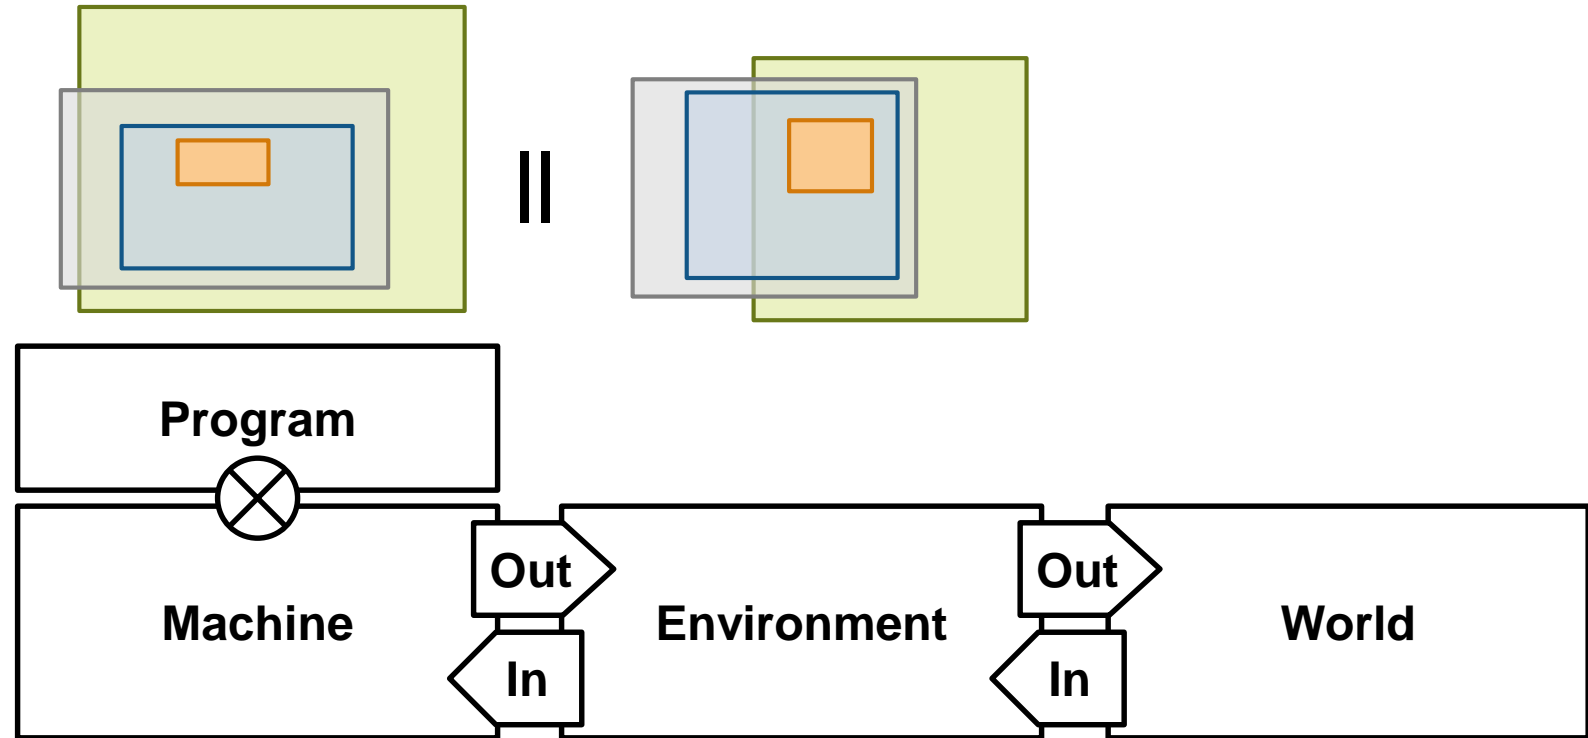 Program
Out
Out
Machine
Environment
World
In
In